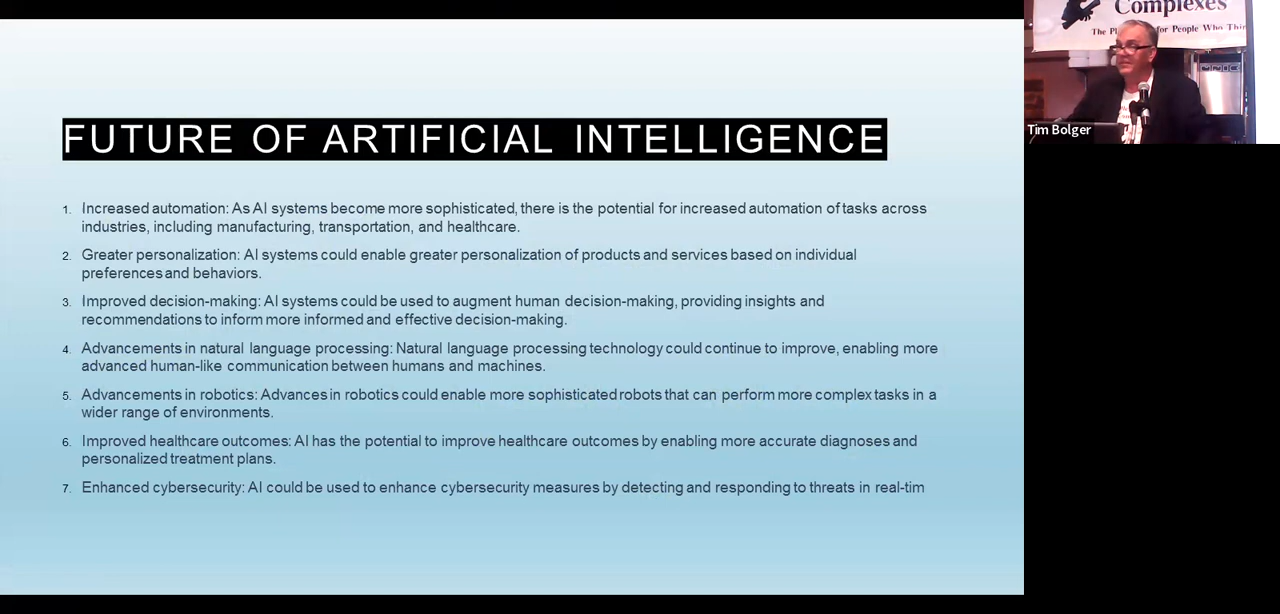 FUTURE OF ARTIFICIAL INTELLIGENCE
1. Increased automation: As AI systems become more sophisticated, there is the potential for increased automation of tasks across
industries, including manufacturing, transportation, and healthcare.
2. Greater personalization: AI systems could enable greater personalization of products and services based on individual
preferences and behaviors.
3. Improved decision-making: AI systems could be used to augment human decision-making, providing insights and
recommendations to inform more informed and effective decision-making.
4. Advancements in natural language processing: Natural language processing technology could continue to improve, enabling more
advanced human-like communication between humans and machines.
5. Advancements in robotics: Advances in robotics could enable more sophisticated robots that can perform more complex tasks in a
wider range of environments.
6. Improved healthcare outcomes: AI has the potential to improve healthcare outcomes by enabling more accurate diagnoses and
personalized treatment plans.
7. Enhanced cybersecurity: AI could be used to enhance cybersecurity measures by detecting and responding to threats in real-tim
Complexes
The for People Who
Tim Bolger